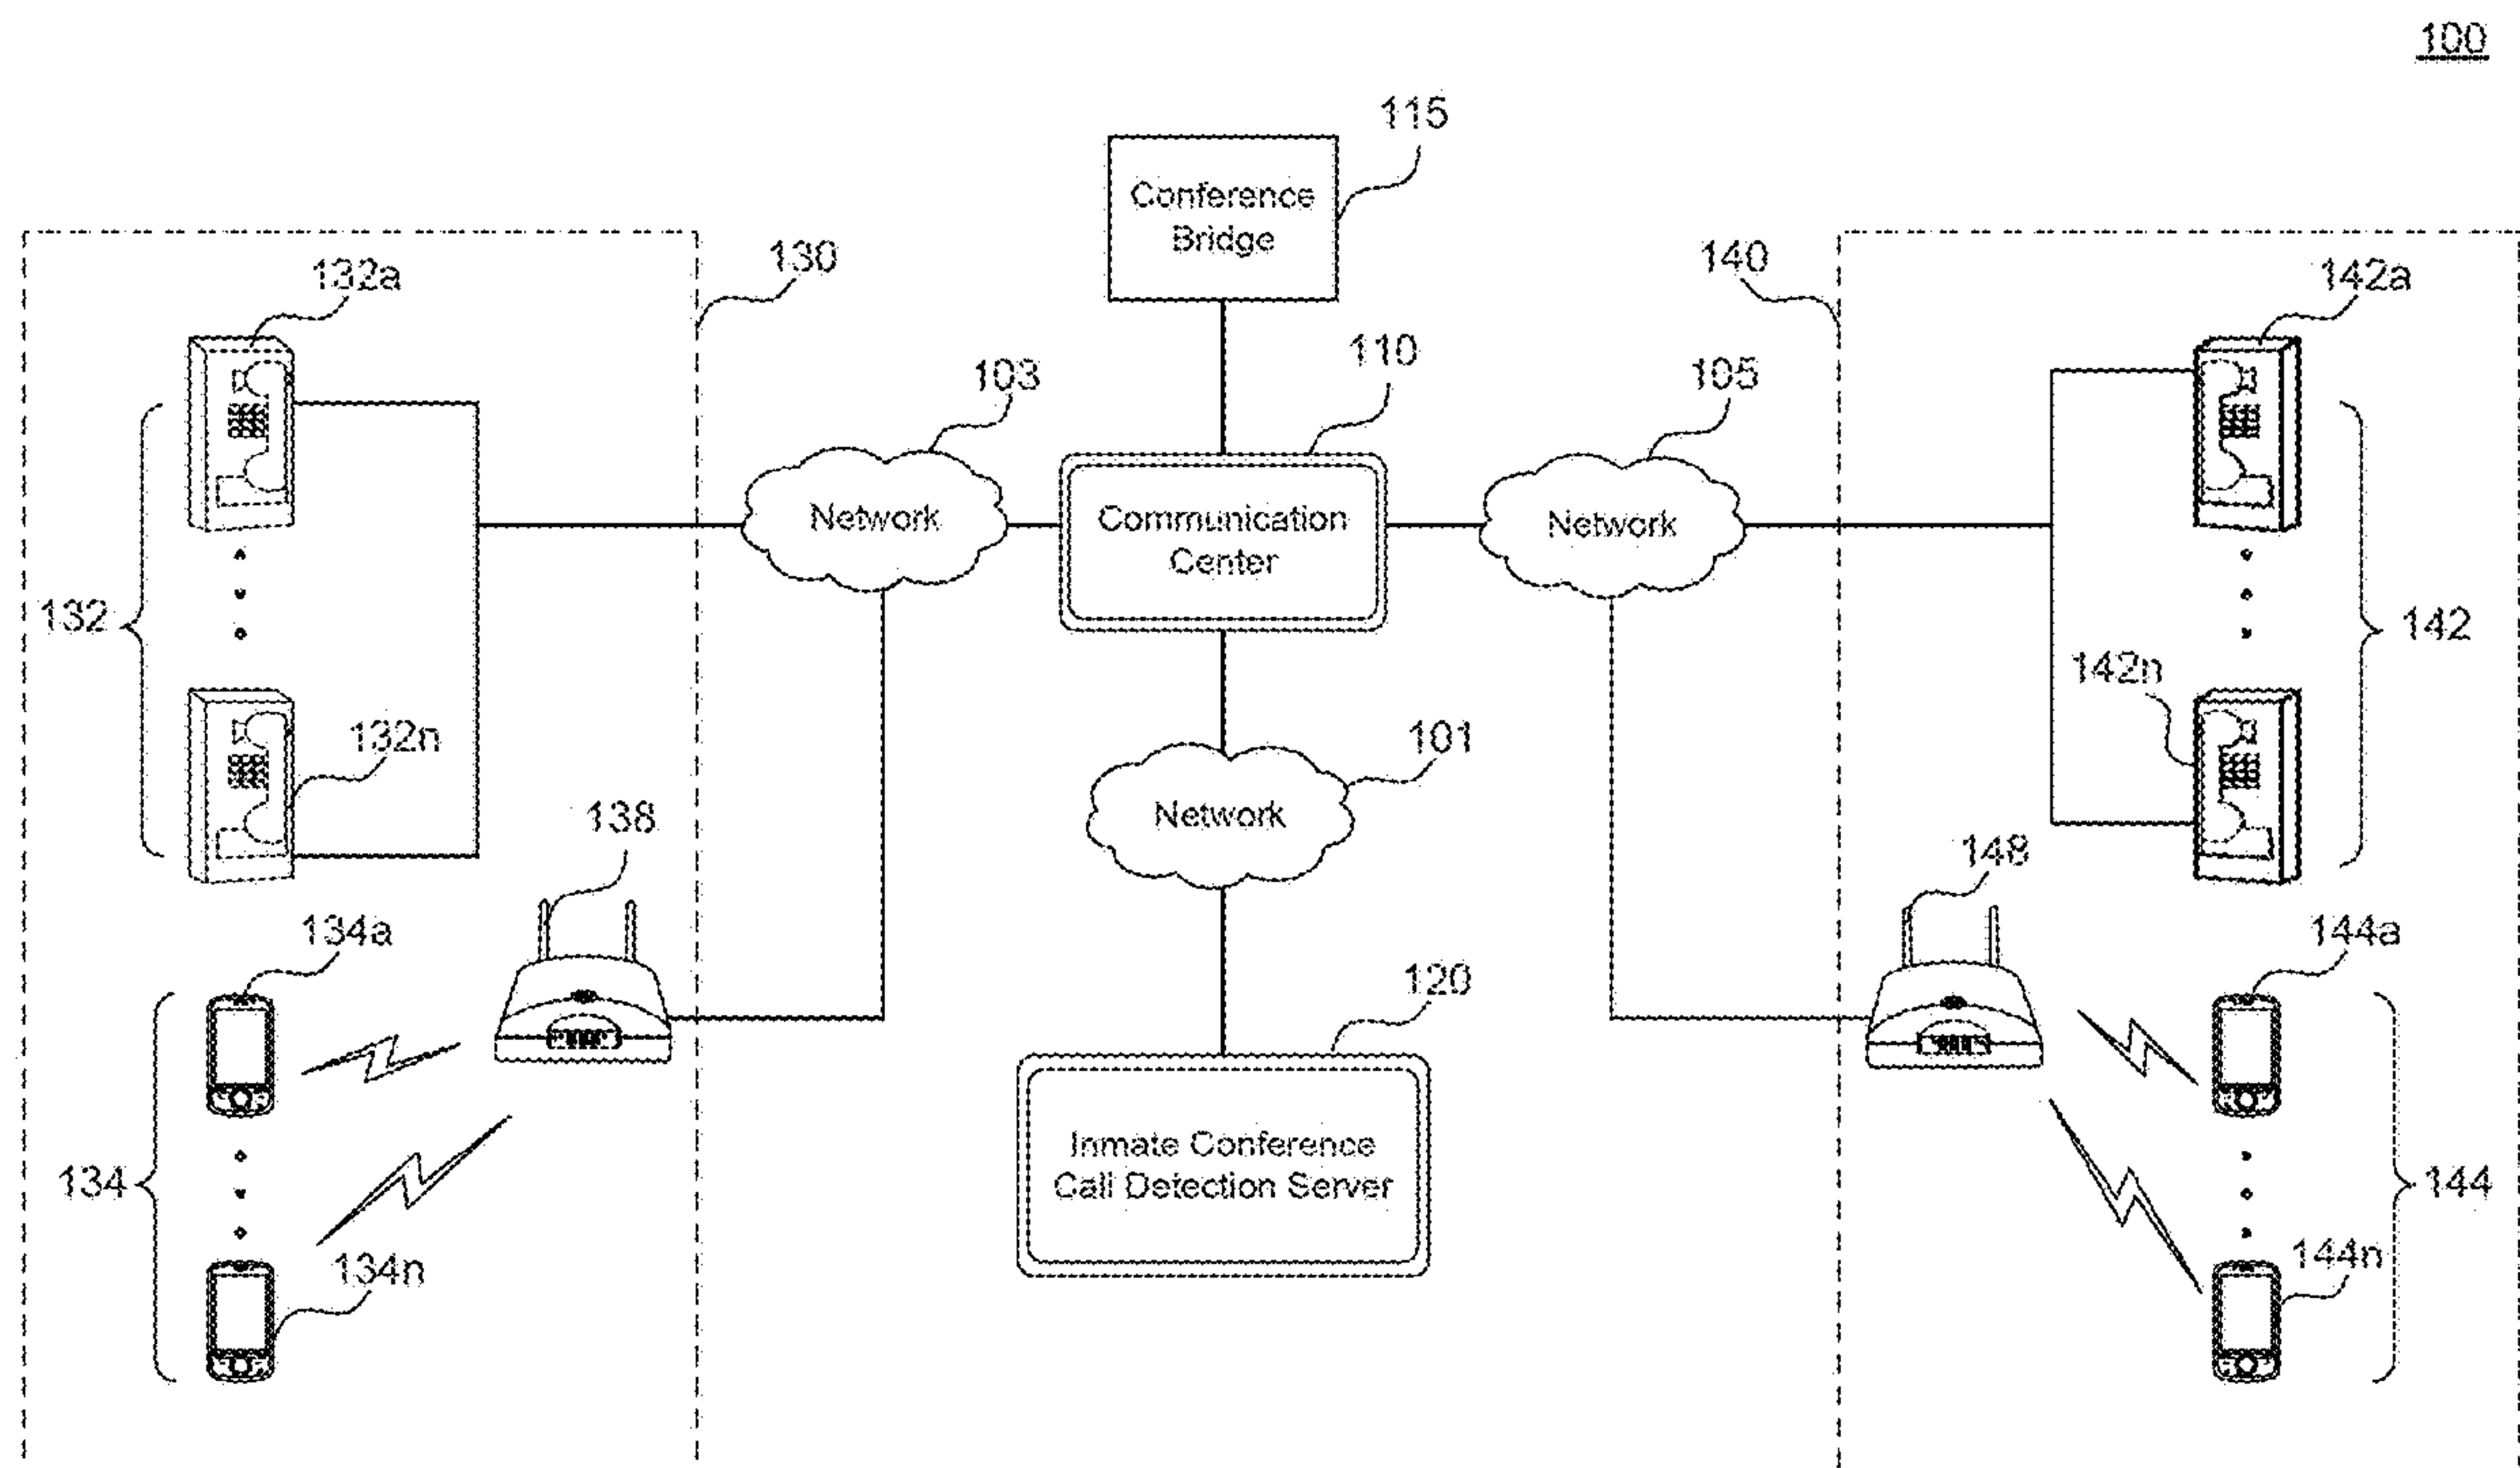 100
115
Conference
Bridge
130
140
132a
142a
103
110
105
Network
Communication
Center
Network
132
142
142n
132n
101
Network
138
148
134a
144a
120
Inmate Conference
Call Detection Server
134
144
134n
144n